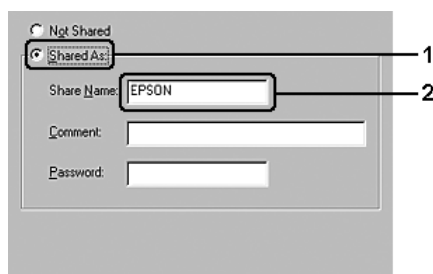 Not Shared
Shared As: 1
Share Name: EPSON 2
Comment:
Password: